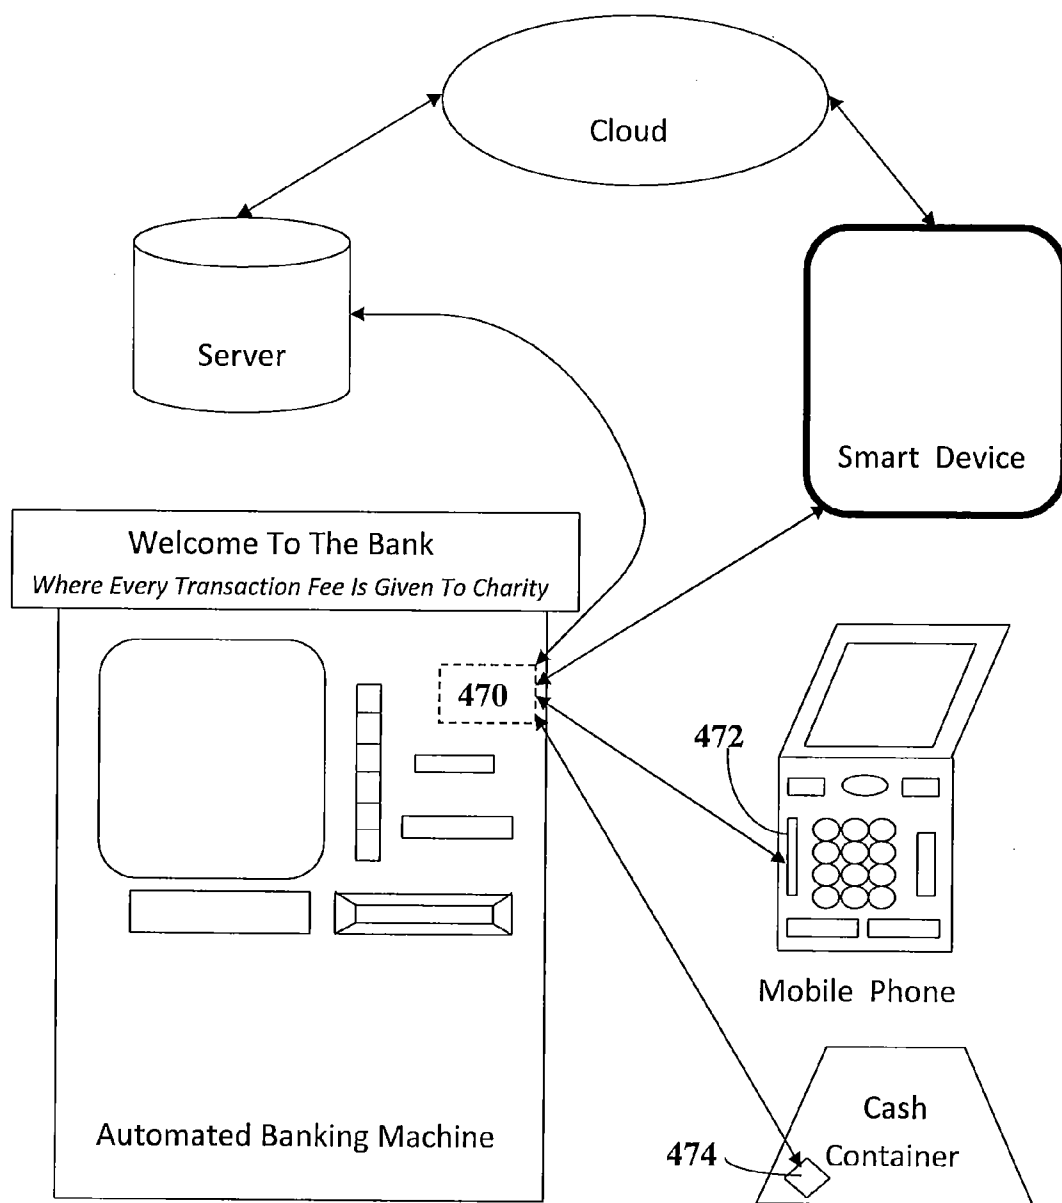 Cloud
Server
Smart Device
Welcome To The Bank
Where Every Transaction Fee Is Given To Charity
470
472
Mobile Phone
Automated Banking Machine
Cash
Container
474